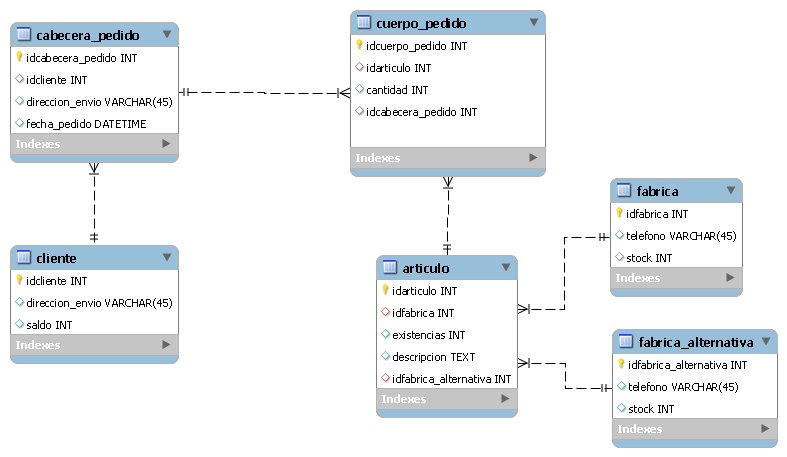 cabecera_pedido
idcabecera_pedido INT
idcliente INT
direccion_envio VARCHAR(45)
fecha_pedido DATETIME
Indexes
cuerpo_pedido
idcuerpo_pedido INT
idarticulo INT
cantidad INT
idcabecera_pedido INT
Indexes
cliente
idcliente INT
direccion_envio VARCHAR(45)
saldo INT
Indexes
articulo
idarticulo INT
idfabrica INT
existencias INT
descripcion TEXT
idfabrica_alternativa INT
Indexes
fabrica
idfabrica INT
telefono VARCHAR(45)
stock INT
Indexes
fabrica_alternativa
idfabrica_alternativa INT
telefono VARCHAR(45)
stock INT
Indexes